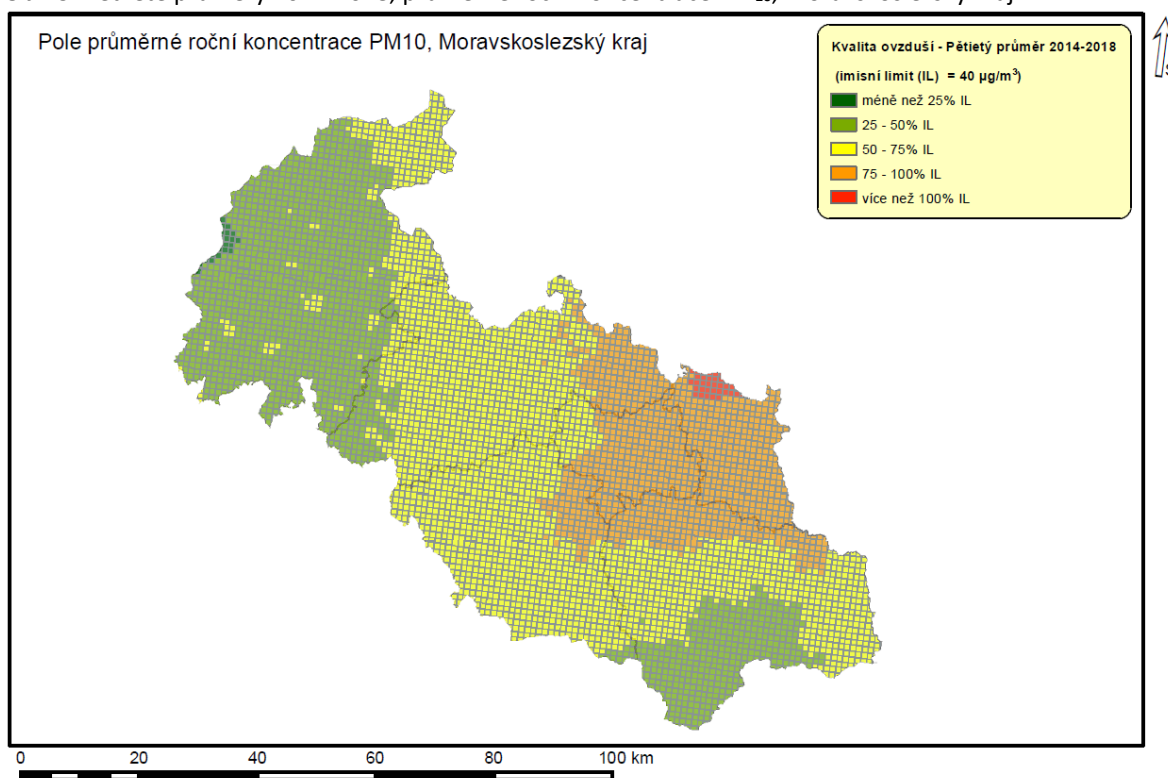 Pole průměrné roční koncentrace PM10, Moravskoslezský kraj
Kvalita ovzduší - Pětietý průměr 2014-2018
(imisní limit (IL) = 40 µg/m³)
méně než 25% IL
25 - 50% IL
50 - 75% IL
75 - 100% IL
více než 100% IL
0 20 40 60 80 100 km